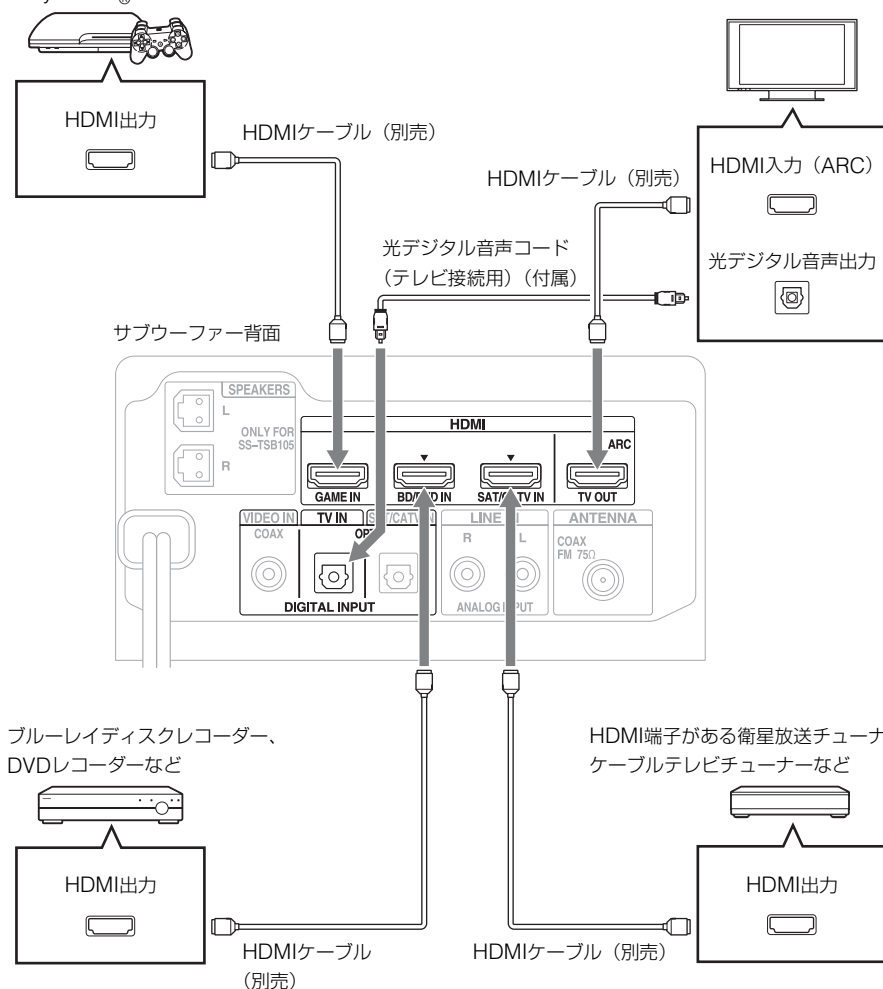 HDMI出力
HDMIケーブル（別売）
HDMIケーブル（別売）
HDMI入力（ARC）
光デジタル音声コード
（テレビ接続用）（付属）
光デジタル音声出力
サブウーファー背面
SPEAKERS
L
ONLY FOR
SS-TSB105
R
HDMI
ARC
GAME IN
BD/DVD IN
SAT/CATV IN
TV OUT
VIDEO IN
TV IN
SAT/CATV IN
LINE IN
ANTENNA
COAX
R
L
COAX
FM 75Ω
DIGITAL INPUT
ANALOG INPUT
ブルーレイディスクレコーダー、
DVDレコーダーなど
HDMI端子がある衛星放送チューナ
ケーブルテレビチューナーなど
HDMI出力
HDMI出力
HDMIケーブル
（別売）
HDMIケーブル（別売）